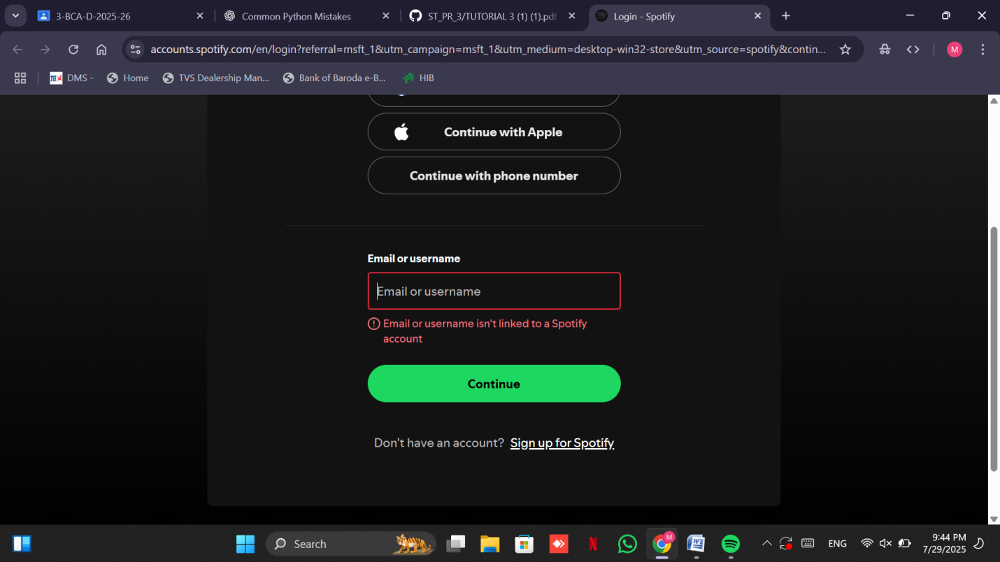 3-BCA-D-2025-26
Common Python Mistakes
ST_PR_3/TUTORIAL 3 (1) (1).pdf
Login - Spotify
accounts.spotify.com/en/login?referral=msft_1&utm_campaign=msft_1&utm_medium=desktop-win32-store&utm_source=spotify&contin...
M
DMS -
Home
TVS Dealership Man...
Bank of Baroda e-B...
HIB
Continue with Apple
Continue with phone number
Email or username
Email or username
Email or username isn't linked to a Spotify
account
Continue
Don't have an account? Sign up for Spotify
Search
N
M
W
ENG
9:44 PM
7/29/2025